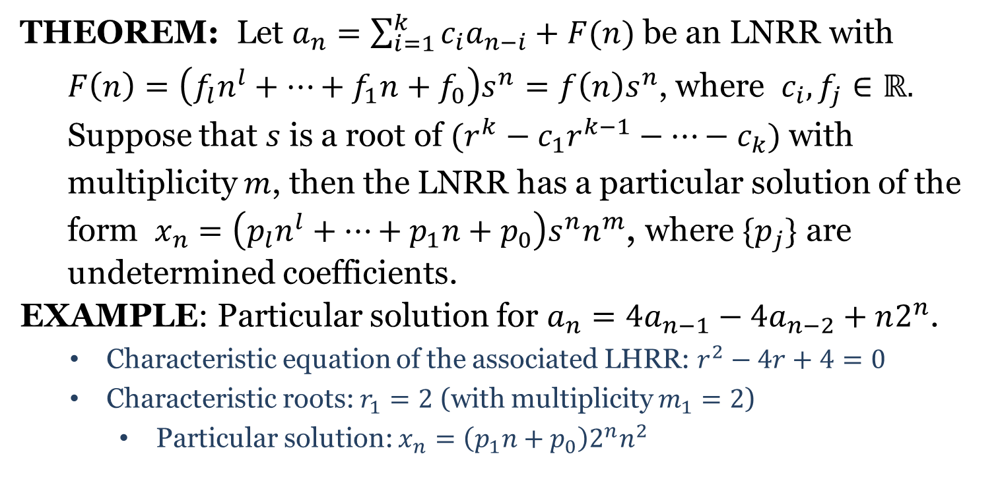 THEOREM: Let $a_n = \sum_{i=1}^{k} c_i a_{n-i} + F(n)$ be an LNRR with
$F(n) = (f_l n^l + \cdots + f_1 n + f_0)s^n = f(n)s^n$, where $c_i, f_j \in \mathbb{R}$.
Suppose that $s$ is a root of $(r^k - c_1 r^{k-1} - \cdots - c_k)$ with
multiplicity $m$, then the LNRR has a particular solution of the
form $x_n = (p_l n^l + \cdots + p_1 n + p_0)s^n n^m$, where $\{p_j\}$ are
undetermined coefficients.
EXAMPLE: Particular solution for $a_n = 4a_{n-1} - 4a_{n-2} + n2^n$.
• Characteristic equation of the associated LHRR: $r^2 - 4r + 4 = 0$
• Characteristic roots: $r_1 = 2$ (with multiplicity $m_1 = 2$)
• Particular solution: $x_n = (p_1 n + p_0)2^n n^2$